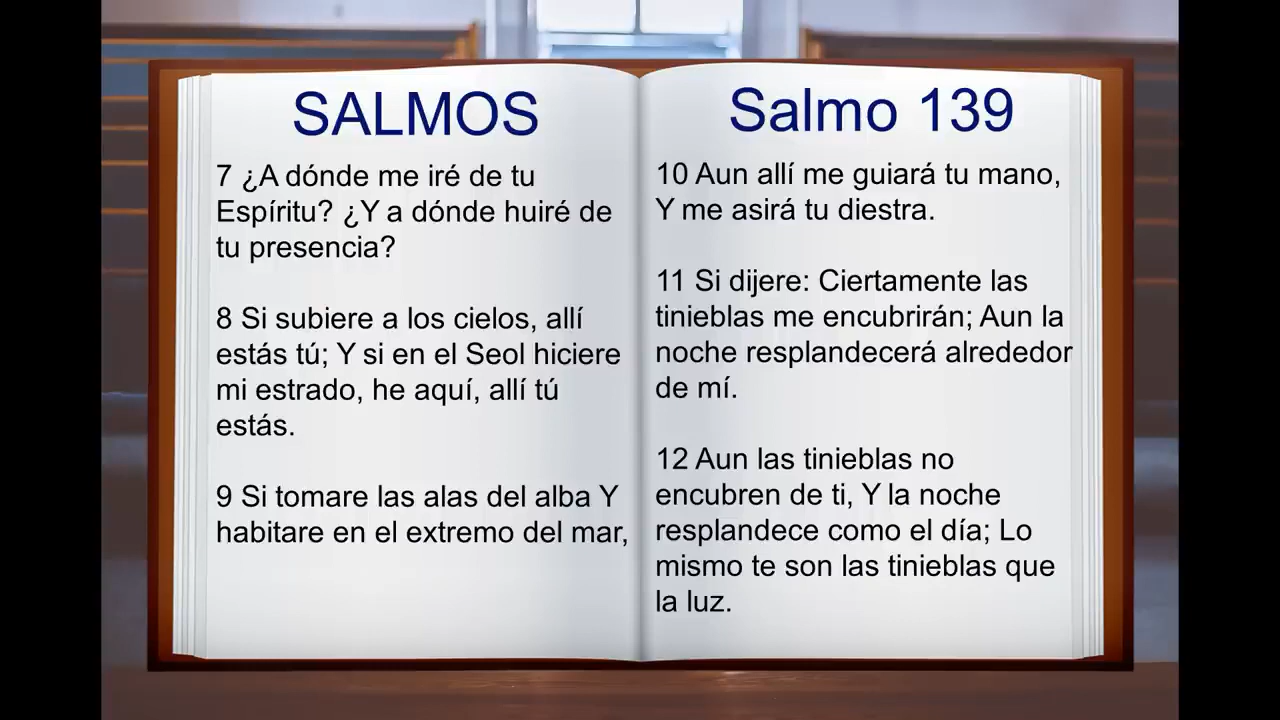 SALMOS
7 ¿A dónde me iré de tu
Espíritu? ¿Y a dónde huiré de
tu presencia?
8 Si subiere a los cielos, allí
estás tú; Y si en el Seol hiciere
mi estrado, he aquí, allí tú
estás.
9 Si tomare las alas del alba Y
habitare en el extremo del mar,
Salmo 139
10 Aun allí me guiará tu mano,
Y me asirá tu diestra.
11 Si dijere: Ciertamente las
tinieblas me encubrirán; Aun la
noche resplandecerá alrededor
de mí.
12 Aun las tinieblas no
encubren de ti, Y la noche
resplandece como el día; Lo
mismo te son las tinieblas que
la luz.